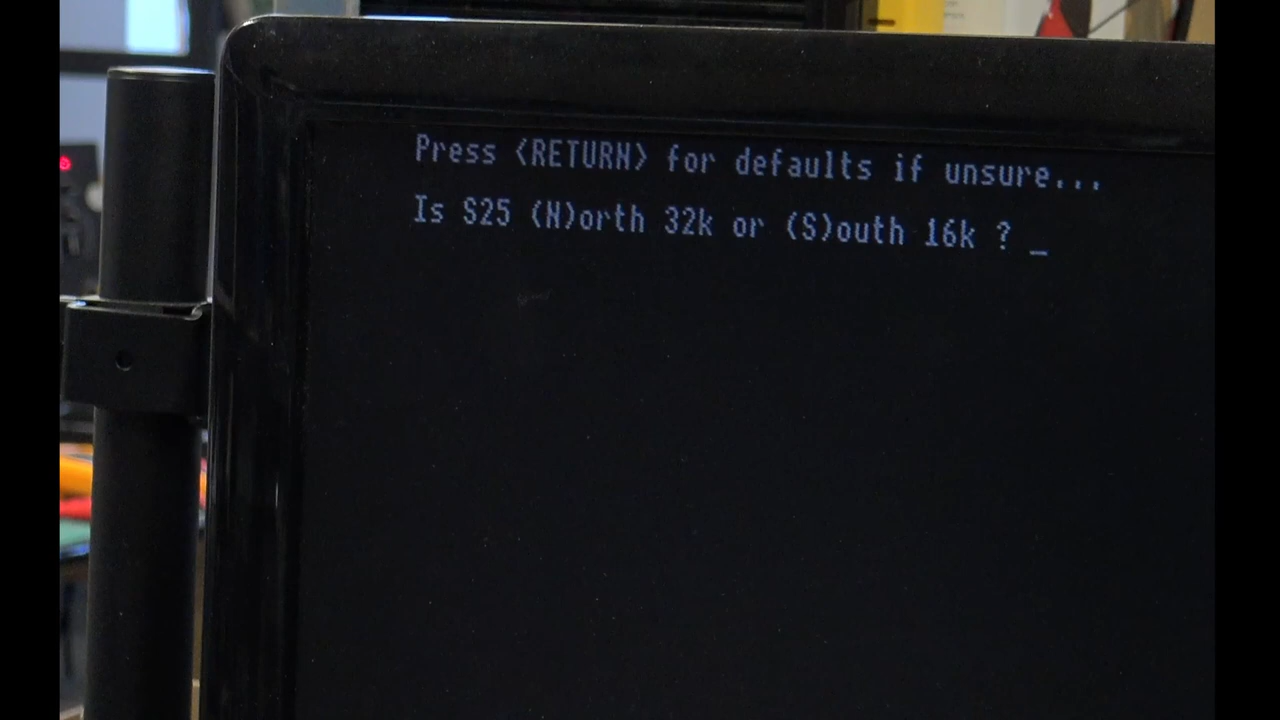 Press <RETURN> for defaults if unsure...
Is S25 (N)orth 32k or (S)outh 16k ? _